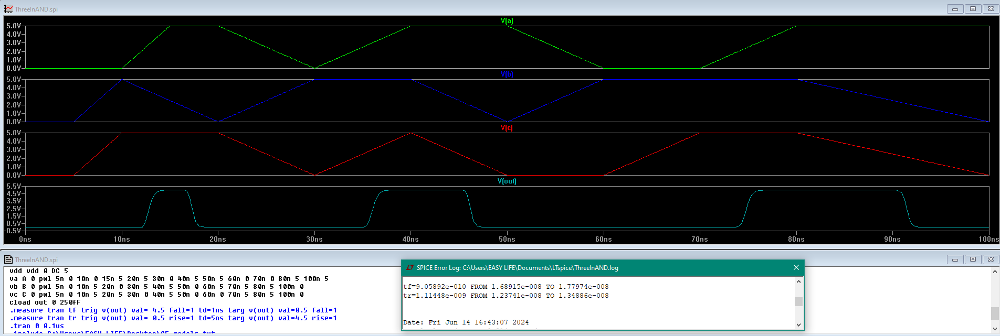 ThreeInAND.spi
V(a)
5.0V
4.0V
3.0V
2.0V
1.0V
0.0V
V(b)
5.0V
4.0V
3.0V
2.0V
1.0V
0.0V
V(c)
5.0V
4.0V
3.0V
2.0V
1.0V
0.0V
V(out)
5.5V
4.5V
3.5V
2.5V
1.5V
0.5V
-0.5V
0ns 10ns 20ns 30ns 40ns 50ns 60ns 70ns 80ns 90ns 100ns
ThreeInAND.spi
vdd vdd 0 DC 5
va A 0 pwl 5n 0 10n 0 15n 5 20n 5 30n 0 40n 5 50n 5 60n 0 70n 0 80n 5 100n 5
vb B 0 pwl 5n 0 10n 5 20n 0 30n 5 40n 5 50n 0 60n 5 70n 5 80n 5 100n 0
vc C 0 pwl 5n 0 10n 5 20n 5 30n 0 40n 5 50n 0 60n 0 70n 5 80n 5 100n 0
cload out 0 250fF
.measure tran tf trig v(out) val= 4.5 fall=1 td=1ns targ v(out) val=0.5 fall=1
.measure tran tr trig v(out) val= 0.5 rise=1 td=5ns targ v(out) val=4.5 rise=1
.tran 0 0.1us
SPICE Error Log: C:\Users\EASY LIFE\Documents\LTspice\ThreeInAND.log
tf=9.05892e-010 FROM 1.68915e-008 TO 1.77974e-008
tr=1.11448e-009 FROM 1.23741e-008 TO 1.34886e-008
Date: Fri Jun 14 16:43:07 2024